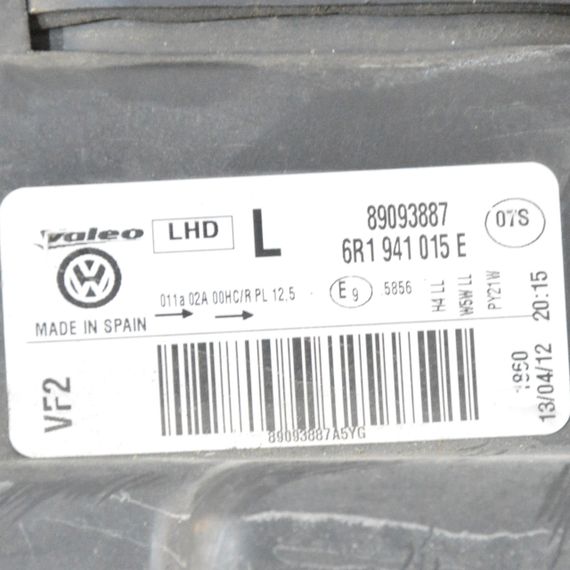 Valeo LHD L 89093887 07S
6R1 941 015 E
011a 02A 00HC/R PL 12.5 E9 .5856 H4 LL W5W LL PY21W
MADE IN SPAIN
VF2
1960
13/04/12 20:15
89093887A5YG